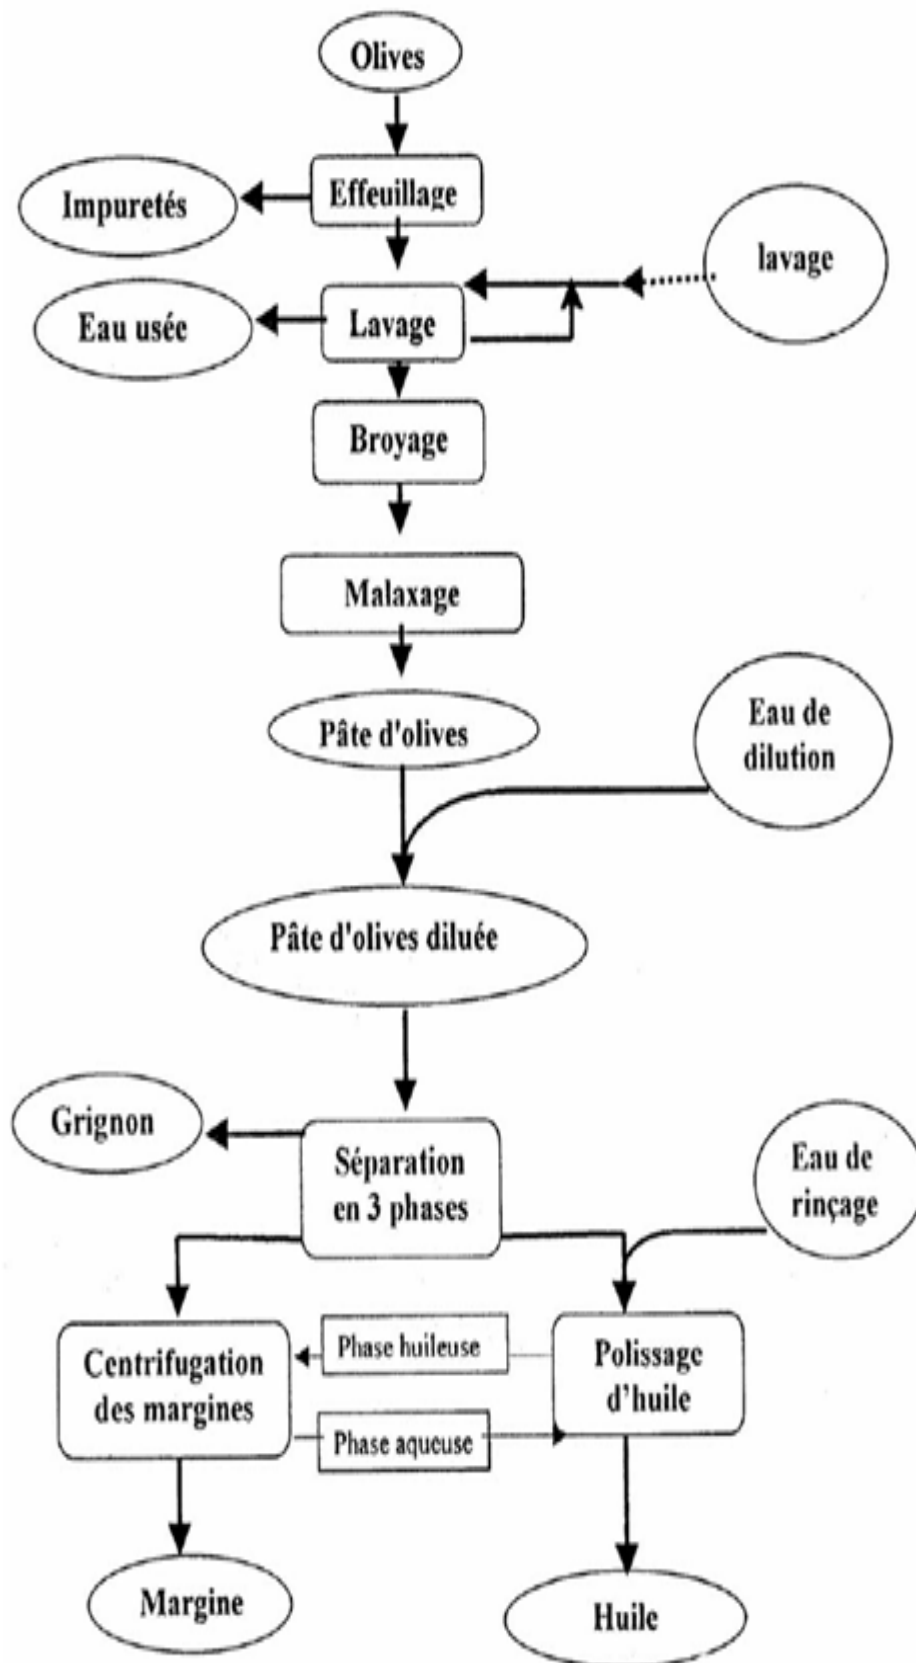 Olives
Effeuillage
Impuretés
lavage
Eau usée
Lavage
Broyage
Malaxage
Pâte d'olives
Eau de
dilution
Pâte d'olives diluée
Grignon
Séparation
en 3 phases
Eau de
rinçage
Centrifugation
des margines
Phase huileuse
Phase aqueuse
Polissage
d'huile
Margine
Huile